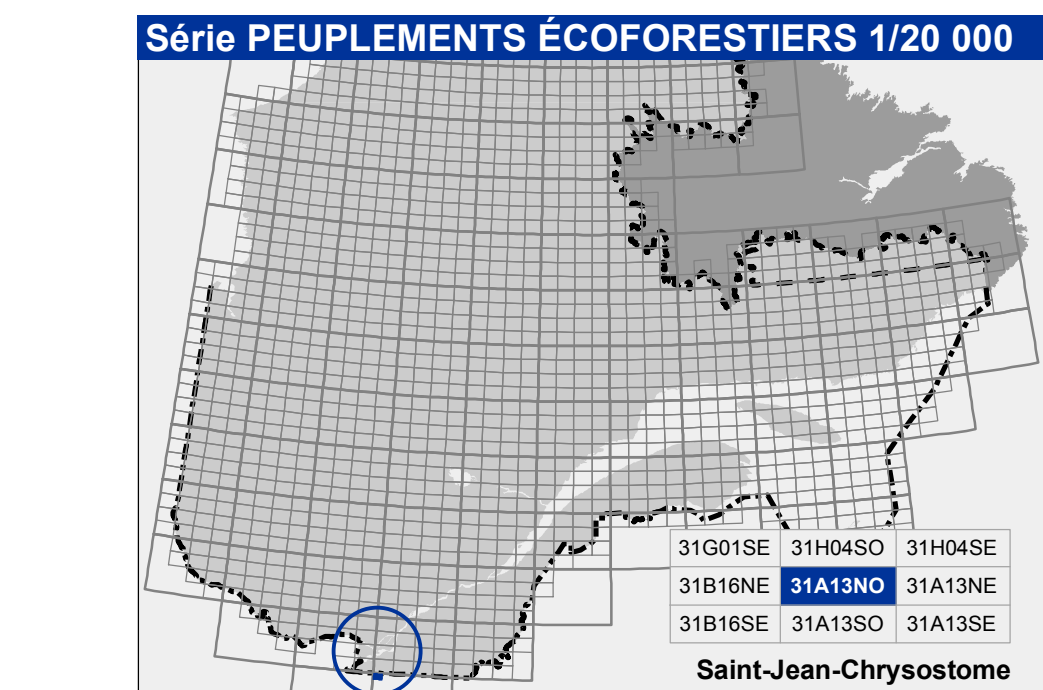 Série PEUPLEMENTS ÉCOFORESTIERS 1/20 000
31G01SE 31H04SO 31H04SE
31B16NE 31A13NO 31A13NE
31B16SE 31A13SO 31A13SE
Saint-Jean-Chrysostome